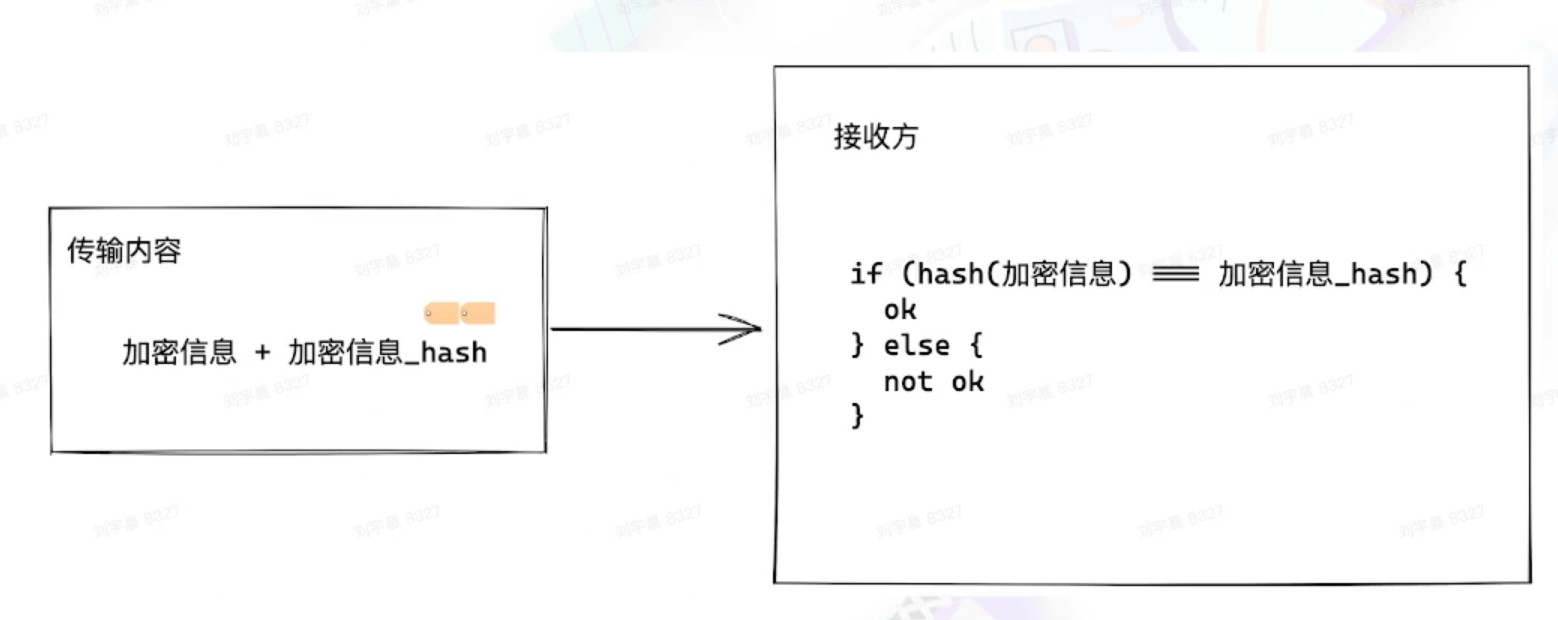 传输内容
加密信息 + 加密信息_hash
接收方
if (hash(加密信息) === 加密信息_hash) {
ok
} else {
not ok
}
刘宇晨 8327